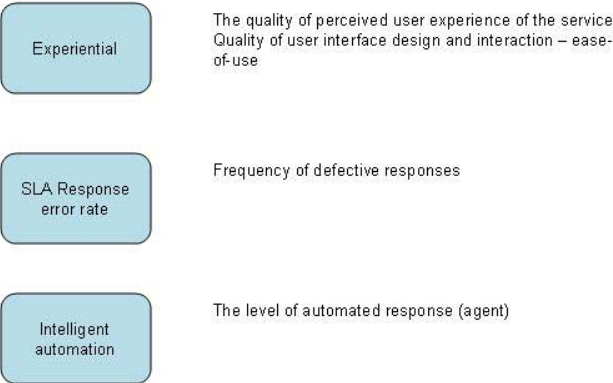 Experiential
The quality of perceived user experience of the service
Quality of user interface design and interaction – ease-
of-use
SLA Response
error rate
Frequency of defective responses
Intelligent
automation
The level of automated response (agent)